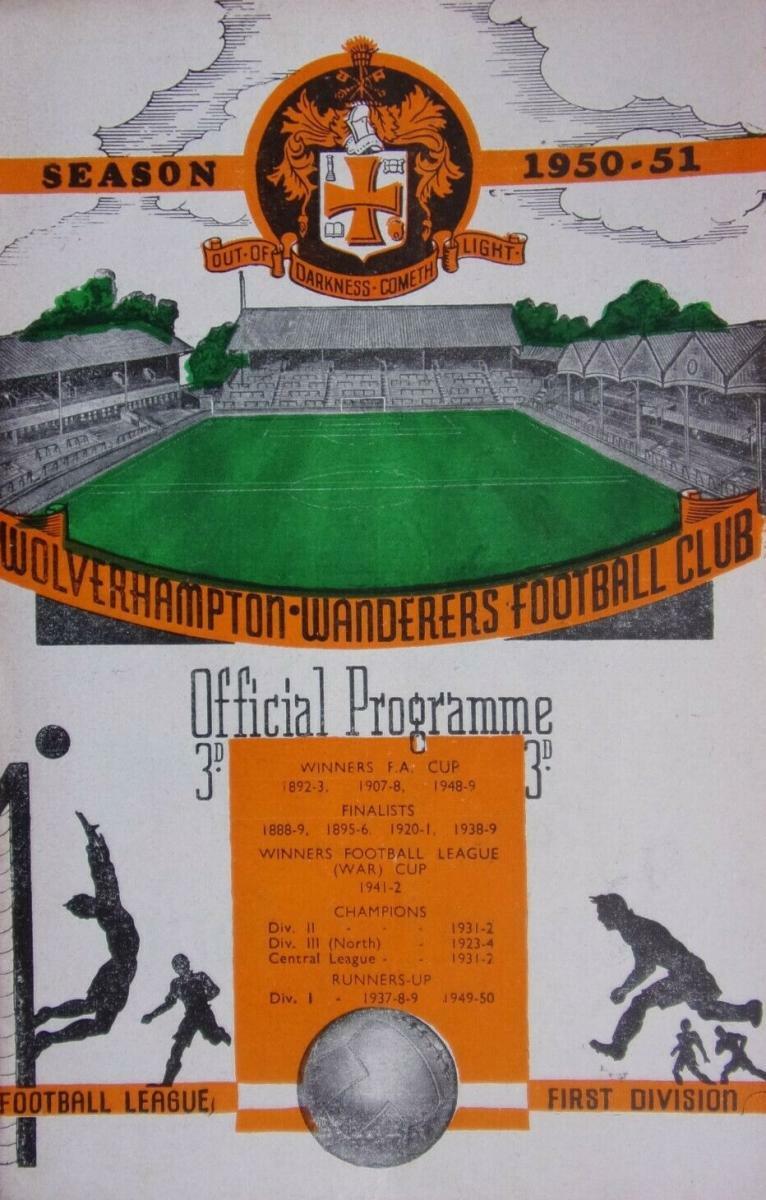 SEASON 1950-51
OUT·OF DARKNESS·COMETH LIGHT·
WOLVERHAMPTON·WANDERERS FOOTBALL CLUB
Official Programme
3D. 3D.
WINNERS F.A. CUP
1892-3, 1907-8, 1948-9
FINALISTS
1888-9, 1895-6. 1920-1, 1938-9
WINNERS FOOTBALL LEAGUE
(WAR) CUP
1941-2
CHAMPIONS
Div. II - - - 1931-2
Div. III (North) - 1923-4
Central League - - 1931-2
RUNNERS-UP
Div. I - 1937-8-9 1949-50
FOOTBALL LEAGUE, FIRST DIVISION